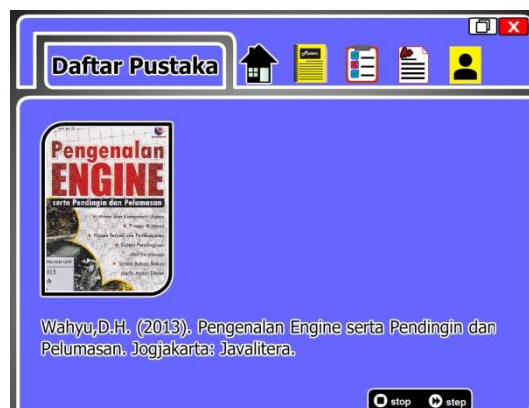 X
Daftar Pustaka
Materi
A+
Pengenalan
ENGINE
serta Pendingin dan Pelumasan
Wahyu,D.H. (2013). Pengenalan Engine serta Pendingin dan
Pelumasan. Jogjakarta: Javalitera.
stop step